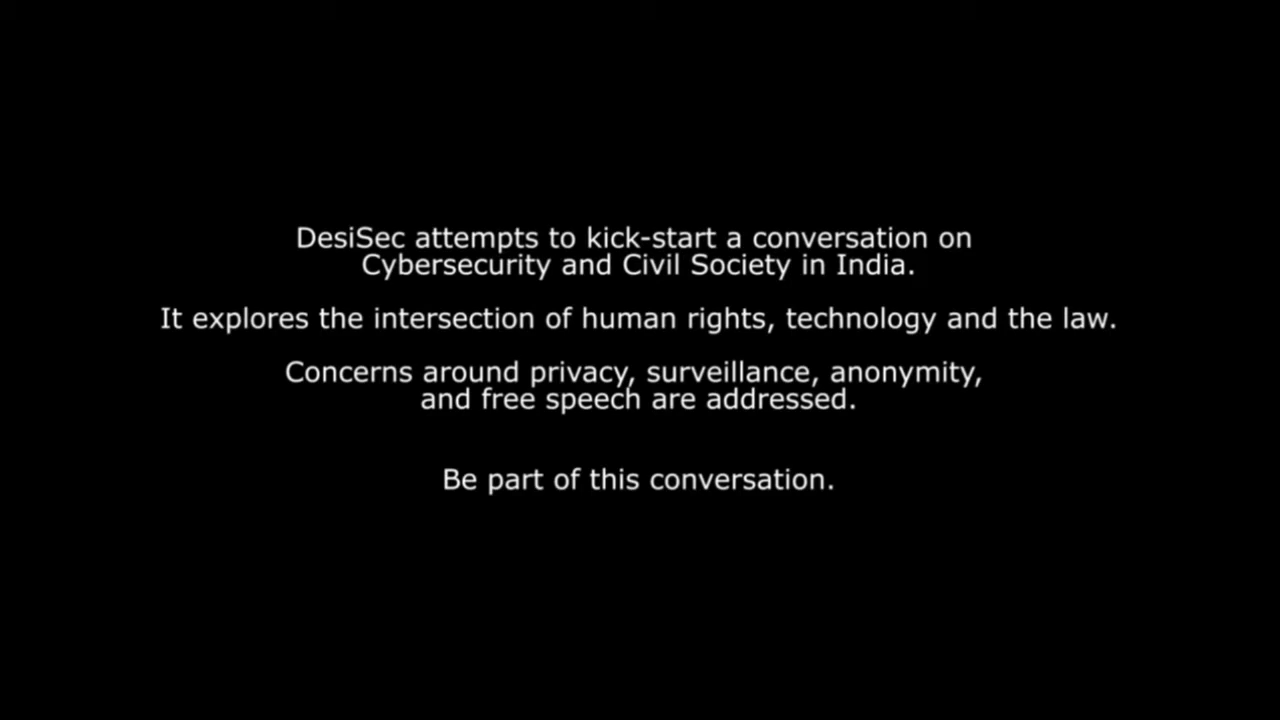 DesiSec attempts to kick-start a conversation on
Cybersecurity and Civil Society in India.
It explores the intersection of human rights, technology and the law.
Concerns around privacy, surveillance, anonymity,
and free speech are addressed.
Be part of this conversation.